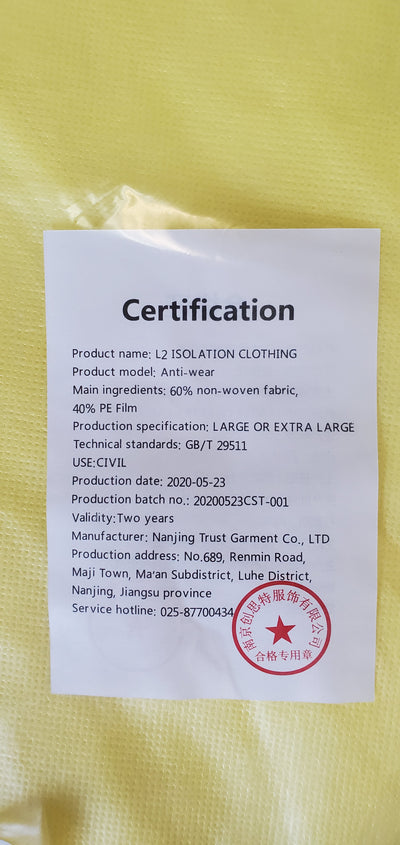 Certification
Product name: L2 ISOLATION CLOTHING
Product model: Anti-wear
Main ingredients: 60% non-woven fabric,
40% PE Film
Production specification: LARGE OR EXTRA LARGE
Technical standards: GB/T 29511
USE:CIVIL
Production date: 2020-05-23
Production batch no.: 20200523CST-001
Validity:Two years
Manufacturer: Nanjing Trust Garment Co., LTD
Production address: No.689, Renmin Road,
Maji Town, Ma'an Subdistrict, Luhe District,
Nanjing, Jiangsu province
Service hotline: 025-87700434
南京创思特服饰有限公司
合格专用章